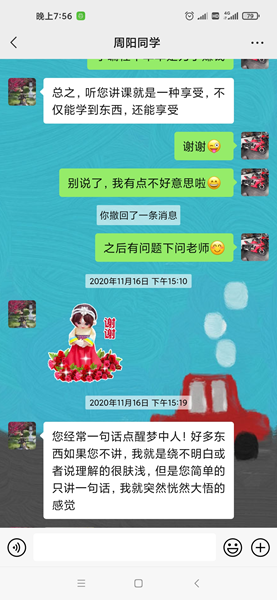 晚上7:56
4G
79
周阳同学
总之，听您讲课就是一种享受，不
仅能学到东西，还能享受
谢谢
别说了，我有点不好意思啦
你撤回了一条消息
之后有问题下问老师
2020年11月16日 下午15:10
谢谢
2020年11月16日 下午15:19
您经常一句话点醒梦中人！好多东
西如果您不讲，我就是绕不明白或
者说理解的很肤浅，但是您简单的
只讲一句话，我就突然恍然大悟的
感觉